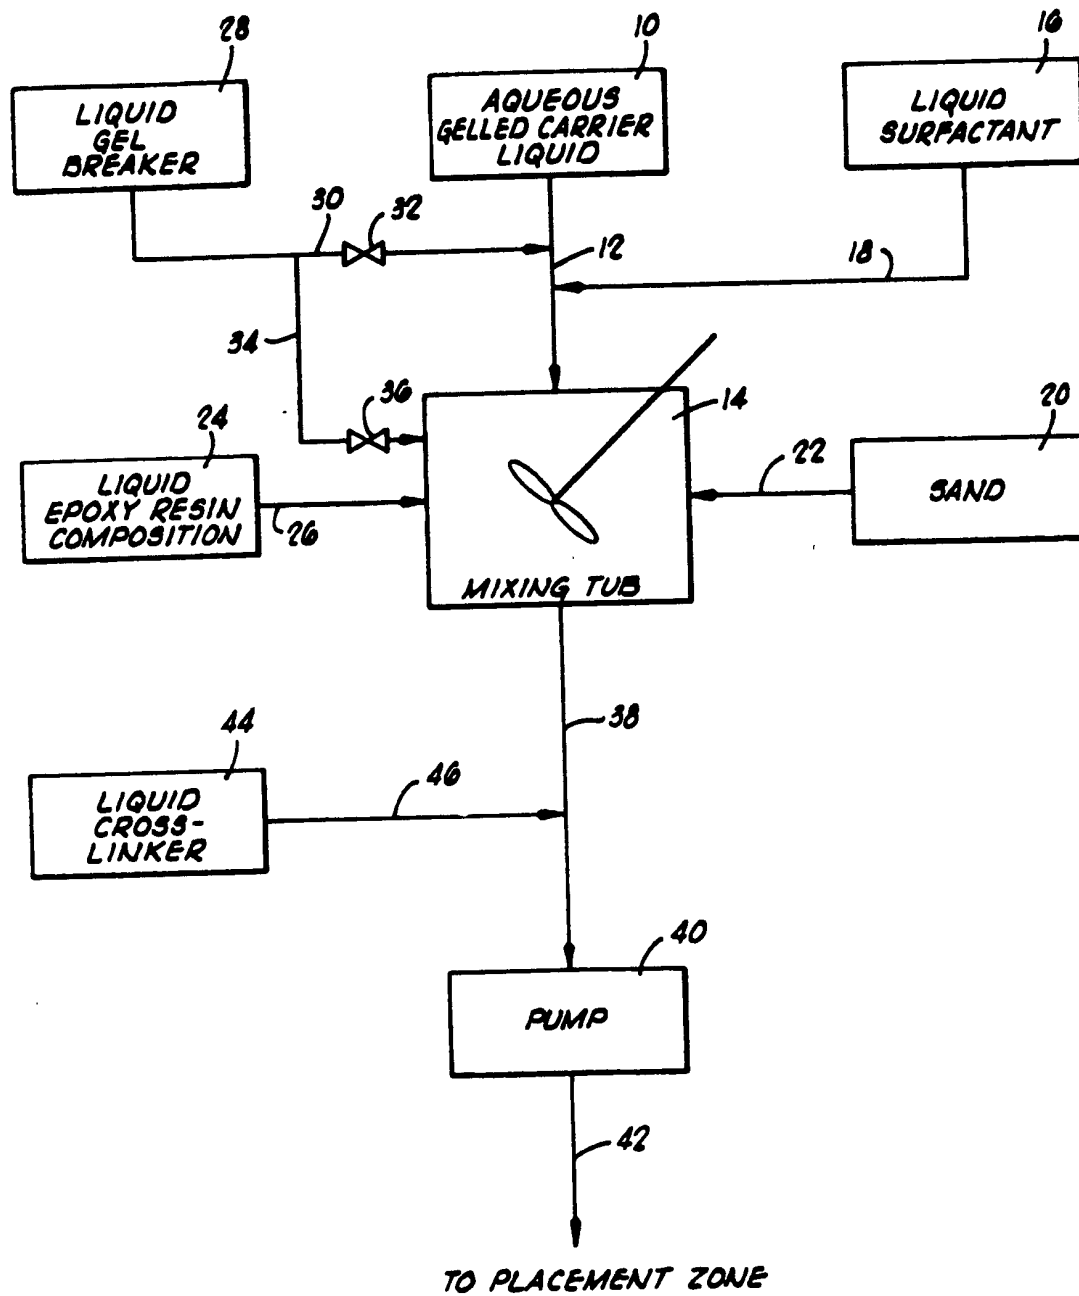 28
10
16
LIQUID
GEL
BREAKER
AQUEOUS
GELLED CARRIER
LIQUID
LIQUID
SURFACTANT
30
32
12
18
34
36
14
24
20
LIQUID
EPOXY RESIN
COMPOSITION
26
22
SAND
MIXING TUB
38
44
46
LIQUID
CROSS-
LINKER
40
PUMP
42
TO PLACEMENT ZONE